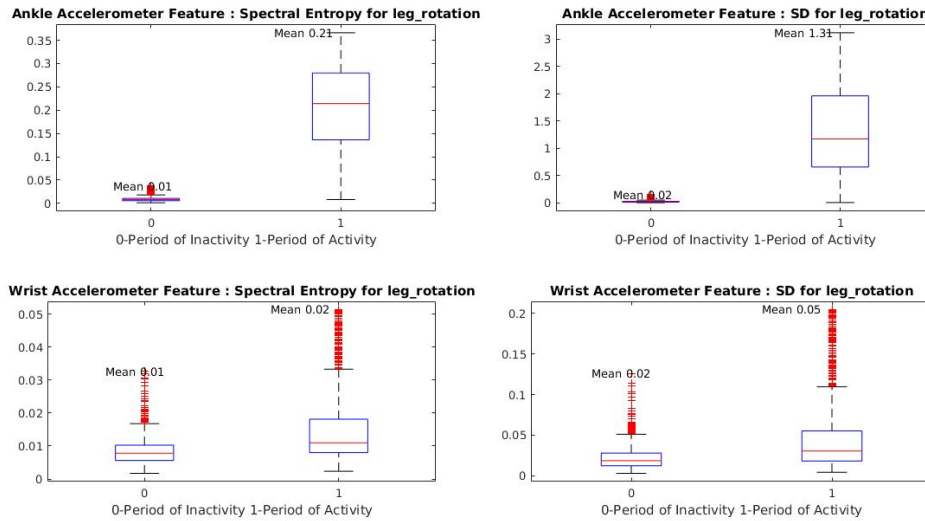 Ankle Accelerometer Feature : Spectral Entropy for leg_rotation
Mean 0.21
0.35
0.3
0.25
0.2
0.15
0.1
0.05
0
Mean 0.01
0 1
0-Period of Inactivity 1-Period of Activity
Ankle Accelerometer Feature : SD for leg_rotation
Mean 1.31
3
2.5
2
1.5
1
0.5
0
Mean 0.02
0 1
0-Period of Inactivity 1-Period of Activity
Wrist Accelerometer Feature : Spectral Entropy for leg_rotation
0.05
Mean 0.02
0.04
Mean 0.01
0.03
0.02
0.01
0
0 1
0-Period of Inactivity 1-Period of Activity
Wrist Accelerometer Feature : SD for leg_rotation
0.2
Mean 0.05
0.15
Mean 0.02
0.1
0.05
0
0 1
0-Period of Inactivity 1-Period of Activity